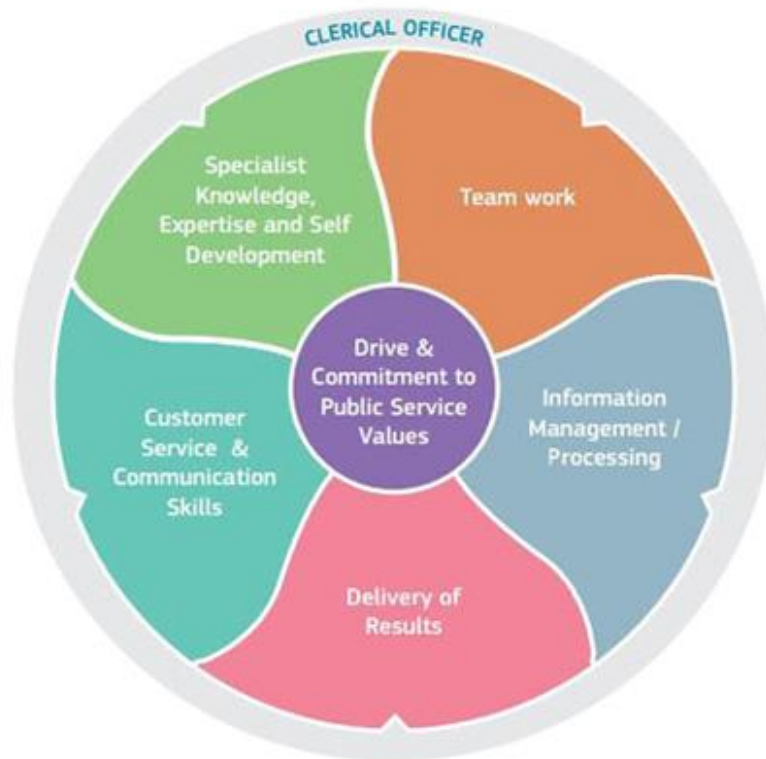 CLERICAL OFFICER
Specialist
Knowledge,
Expertise and Self
Development
Team work
Drive &
Commitment to
Public Service
Values
Customer
Service &
Communication
Skills
Information
Management /
Processing
Delivery of
Results